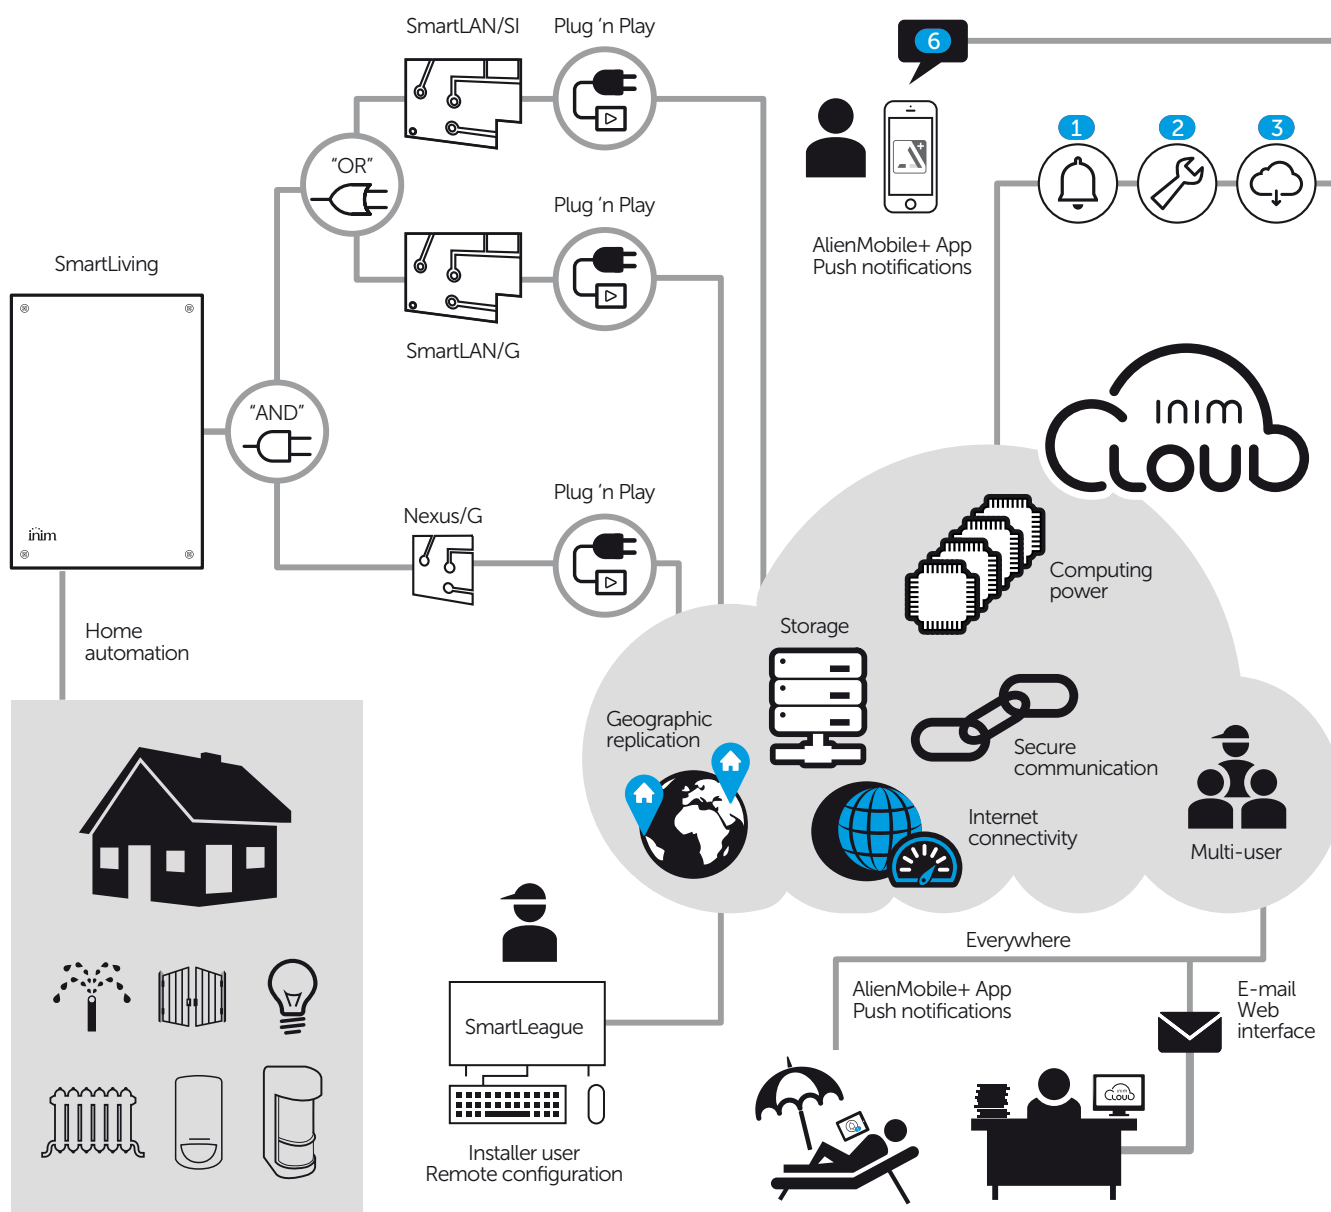 SmartLAN/SI
Plug 'n Play
6
1
2
3
"OR"
Plug 'n Play
AlienMobile+ App
Push notifications
SmartLiving
SmartLAN/G
"AND"
inim
CLOUD
Plug 'n Play
Nexus/G
inim
Computing
power
Home
automation
Storage
Geographic
replication
Secure
communication
Internet
connectivity
Multi-user
Everywhere
AlienMobile+ App
Push notifications
E-mail
Web
interface
SmartLeague
inim
CLOUD
Installer user
Remote configuration